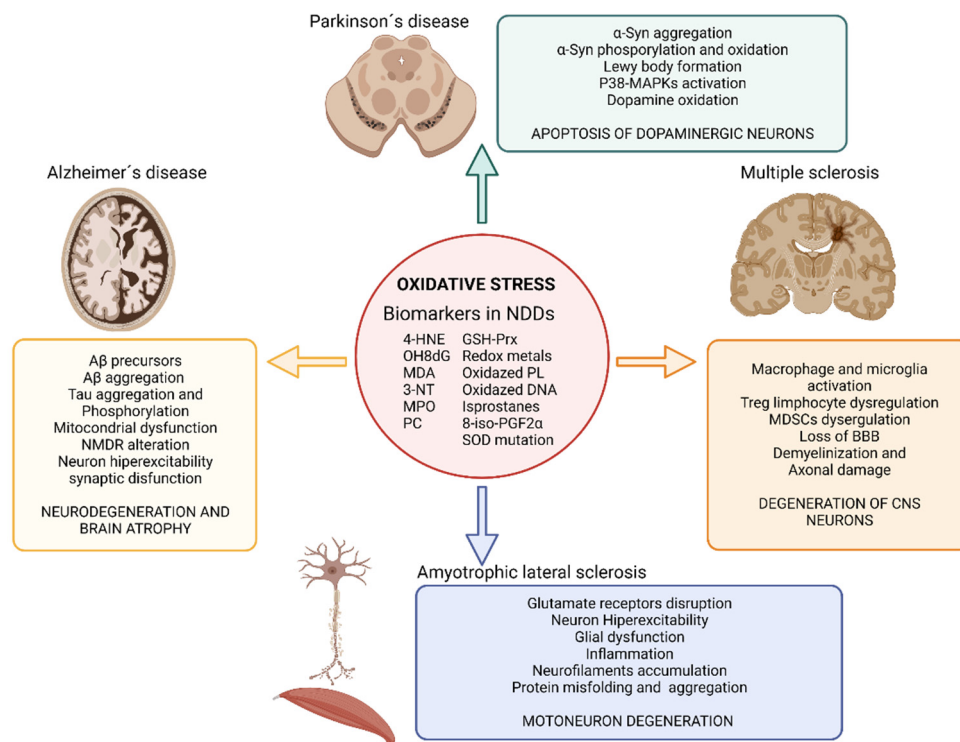 Parkinson´s disease
α-Syn aggregation
α-Syn phosporylation and oxidation
Lewy body formation
P38-MAPKs activation
Dopamine oxidation
APOPTOSIS OF DOPAMINERGIC NEURONS
Alzheimer´s disease
Multiple sclerosis
OXIDATIVE STRESS
Biomarkers in NDDs
4-HNE GSH-Prx
OH8dG Redox metals
MDA Oxidazed PL
3-NT Oxidazed DNA
MPO Isprostanes
PC 8-iso-PGF2α
SOD mutation
Aβ precursors
Aβ aggregation
Tau aggregation and
Phosphorylation
Mitocondrial dysfunction
NMDR alteration
Neuron hiperexcitability
synaptic disfunction
NEURODEGENERATION AND
BRAIN ATROPHY
Macrophage and microglia
activation
Treg limphocyte dysregulation
MDSCs dysergulation
Loss of BBB
Demyelinization and
Axonal damage
DEGENERATION OF CNS
NEURONS
Amyotrophic lateral sclerosis
Glutamate receptors disruption
Neuron Hiperexcitability
Glial dysfunction
Inflammation
Neurofilaments accumulation
Protein misfolding and aggregation
MOTONEURON DEGENERATION